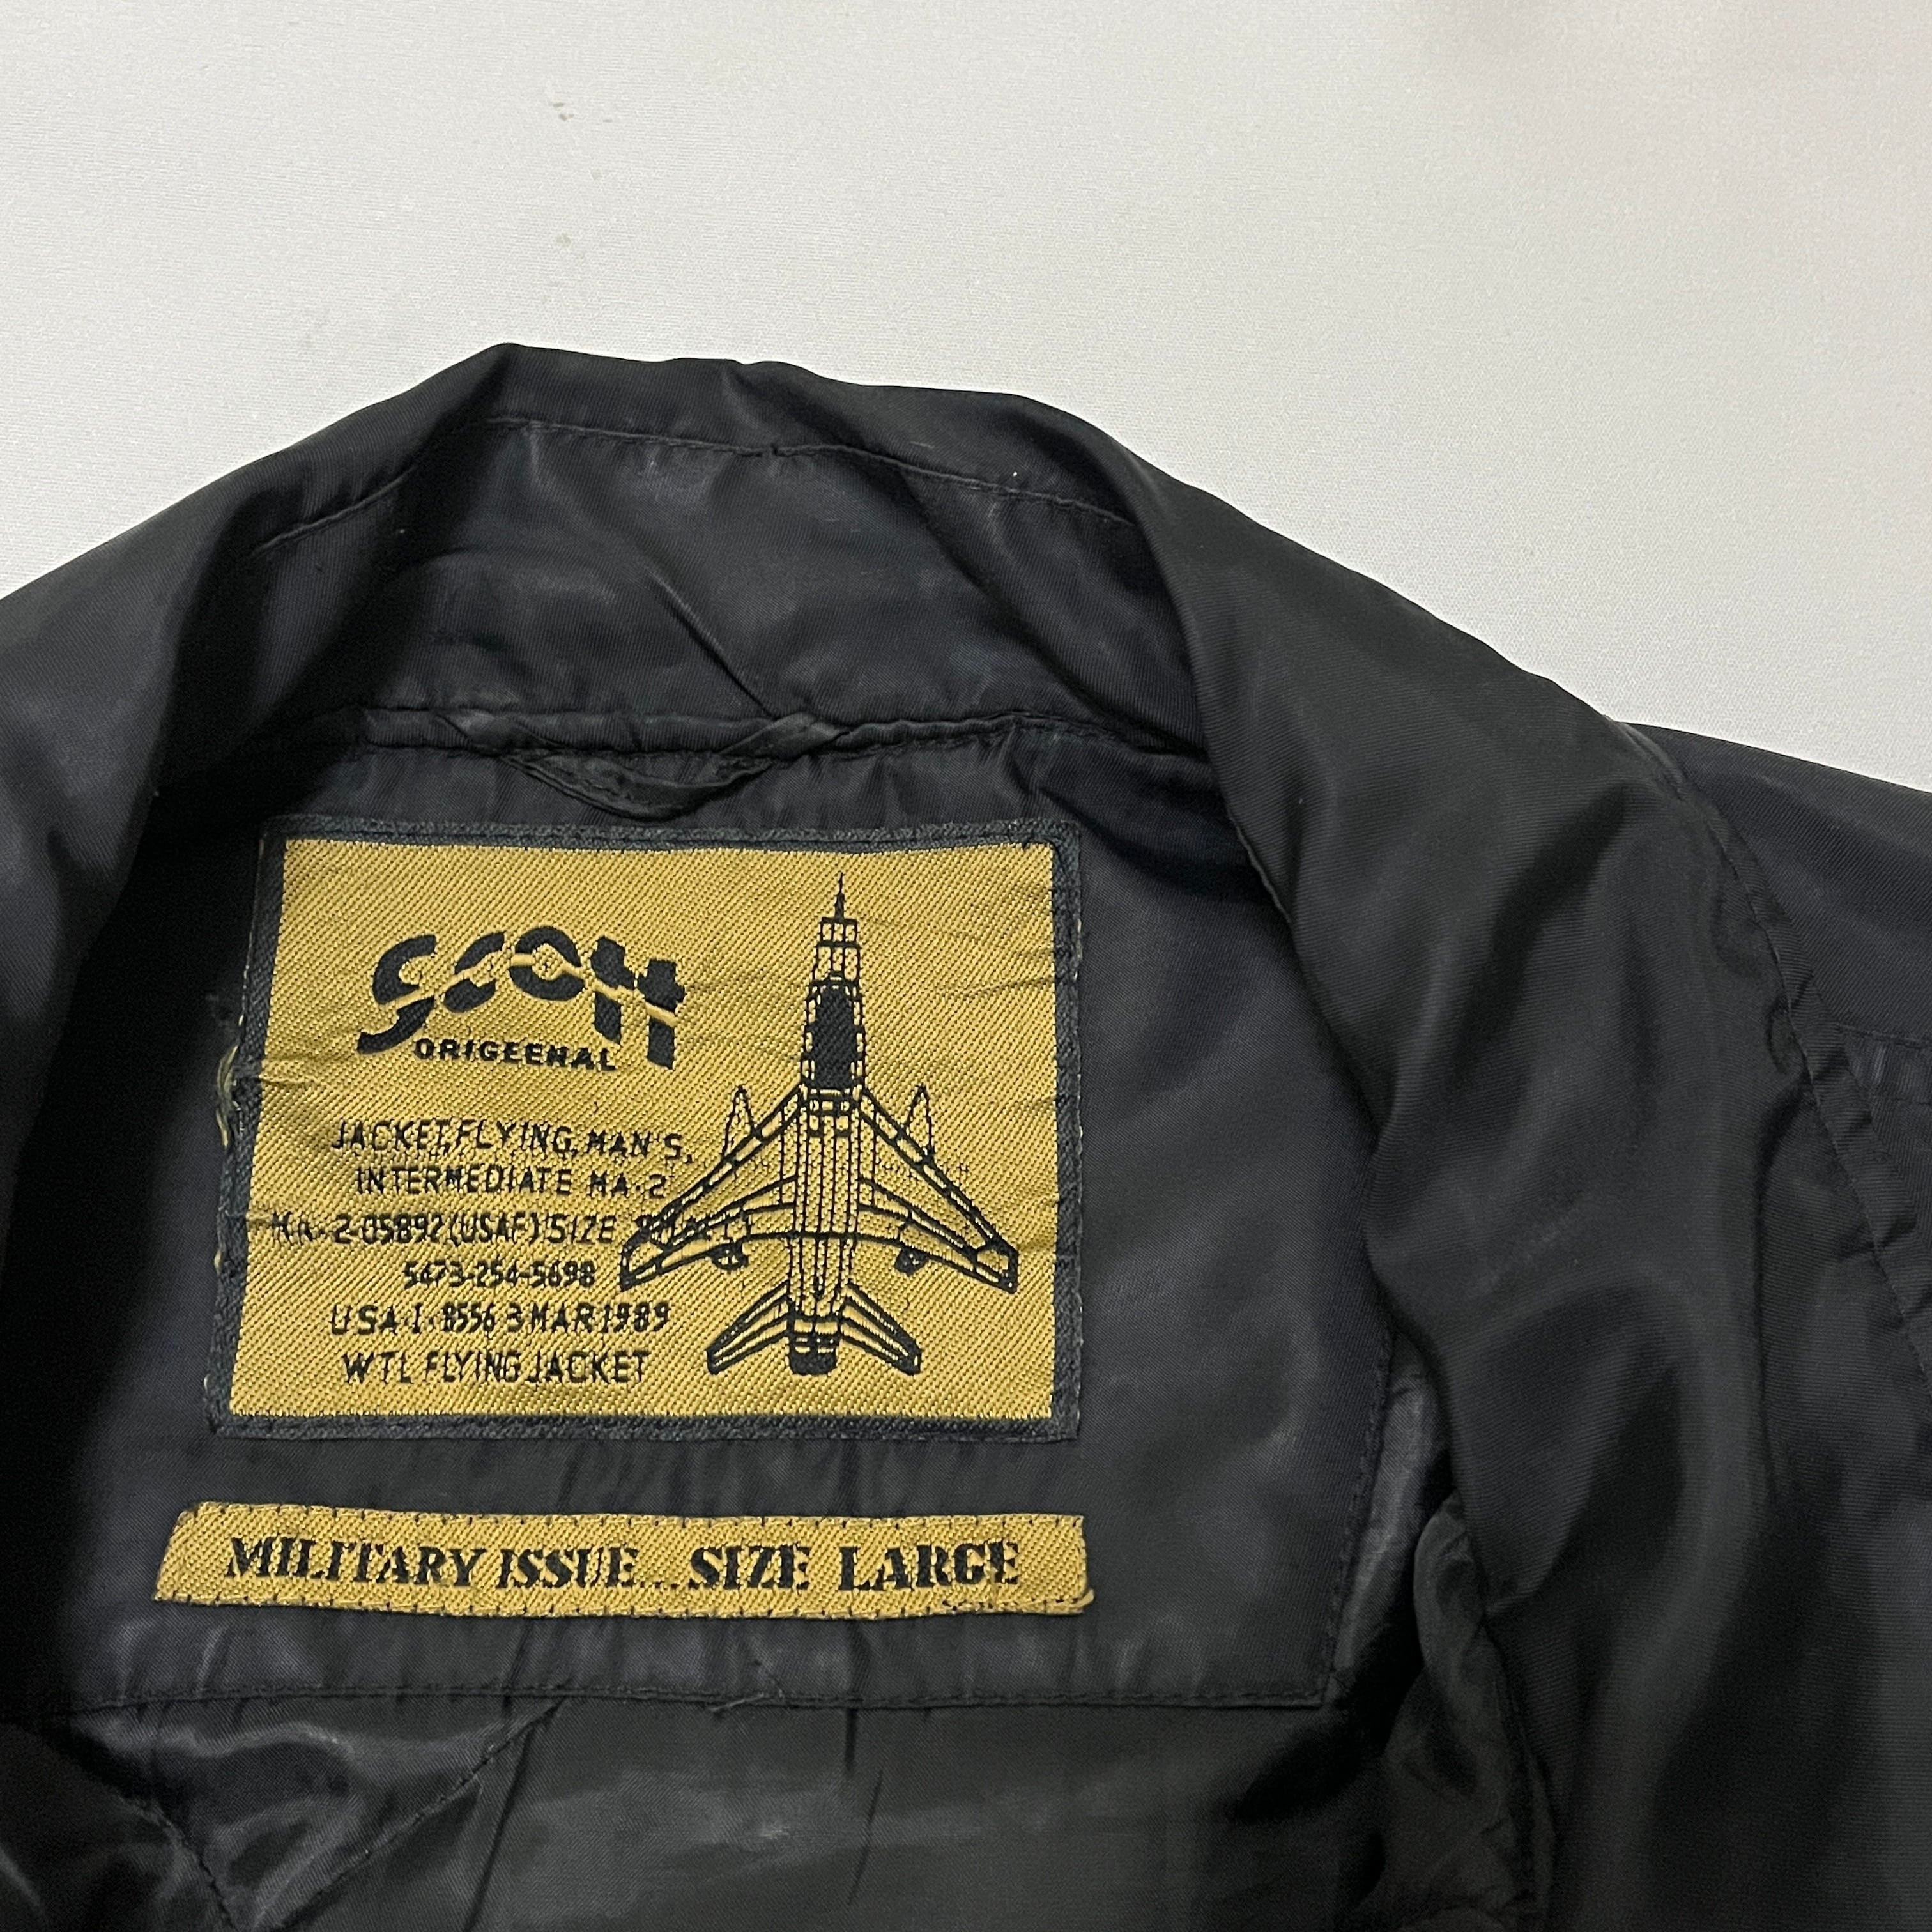 scott
ORIGEENAL
JACKET, FLYING, MAN'S,
INTERMEDIATE MA-2
MA-2-05892(USAF)SIZE
5473-254-5698
USA-I-8556 3 MAR 1989
WTL FLYING JACKET
MILITARY ISSUE...SIZE LARGE